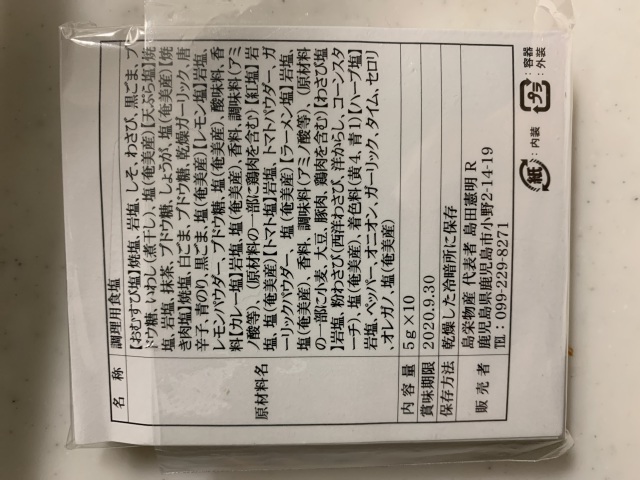 名 称
調理用食塩
原材料名
【おむすび塩】焼塩、岩塩、しそ、わさび、黒ごま、ブ
ドウ糖、いわし(煮干し)、塩(奄美産)【天ぷら塩】焼
塩、岩塩、抹茶、ブドウ糖、しょうが、塩(奄美産)【焼
き肉塩】焼塩、白ごま、ブドウ糖、乾燥ガーリック、唐
辛子、青のり、黒ごま、塩(奄美産)【レモン塩】岩塩、
レモンパウダー、ブドウ糖、塩(奄美産)、酸味料、香
料【カレー塩】岩塩、塩(奄美産)、香料、調味料(アミ
ノ酸等)、(原材料の一部に鶏肉を含む)【紅塩】岩
塩、塩(奄美産)【トマト塩】岩塩、トマトパウダー、ガ
ーリックパウダー、塩(奄美産)【ラーメン塩】岩塩、
塩(奄美産)、香料、調味料(アミノ酸等)、(原材料
の一部に小麦、大豆、豚肉、鶏肉を含む)【わさび塩
】岩塩、粉わさび(西洋わさび、洋からし、コーンスタ
ーチ)、塩(奄美産)、着色料(黄4、青1)【ハーブ塩】
岩塩、ペッパー、オニオン、ガーリック、タイム、セロリ
、オレガノ、塩(奄美産)
内 容 量
5g×10
賞味期限
2020.9.30
保存方法
乾燥した冷暗所に保存
販 売 者
島栄物産 代表者 島田憲明 R
鹿児島県鹿児島市小野2-14-19
℡:099-229-8271
紙
:内装
プラ
:容器
外装